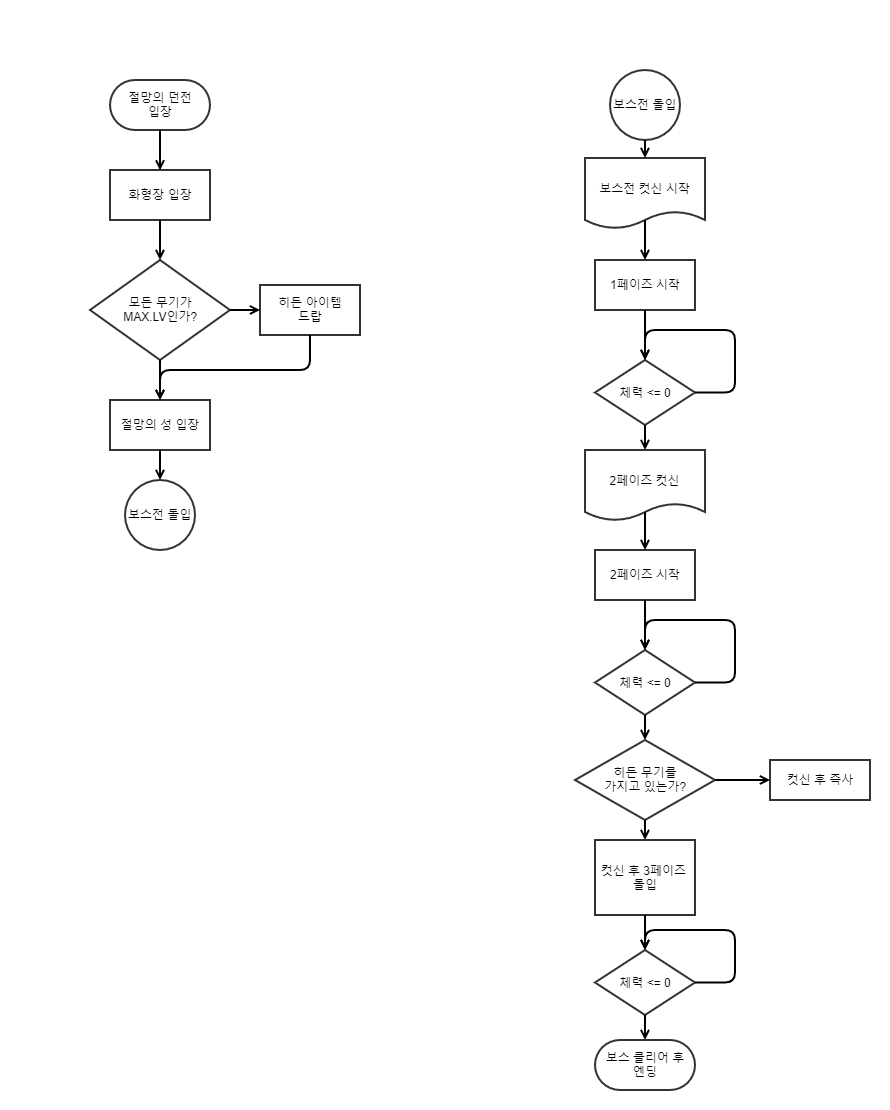 절망의 던전
입장
화형장 입장
모든 무기가
MAX.LV인가?
히든 아이템
드랍
절망의 성 입장
보스전 돌입
보스전 돌입
보스전 컷신 시작
1페이즈 시작
체력 <= 0
2페이즈 컷신
2페이즈 시작
체력 <= 0
히든 무기를
가지고 있는가?
컷신 후 즉사
컷신 후 3페이즈
돌입
체력 <= 0
보스 클리어 후
엔딩